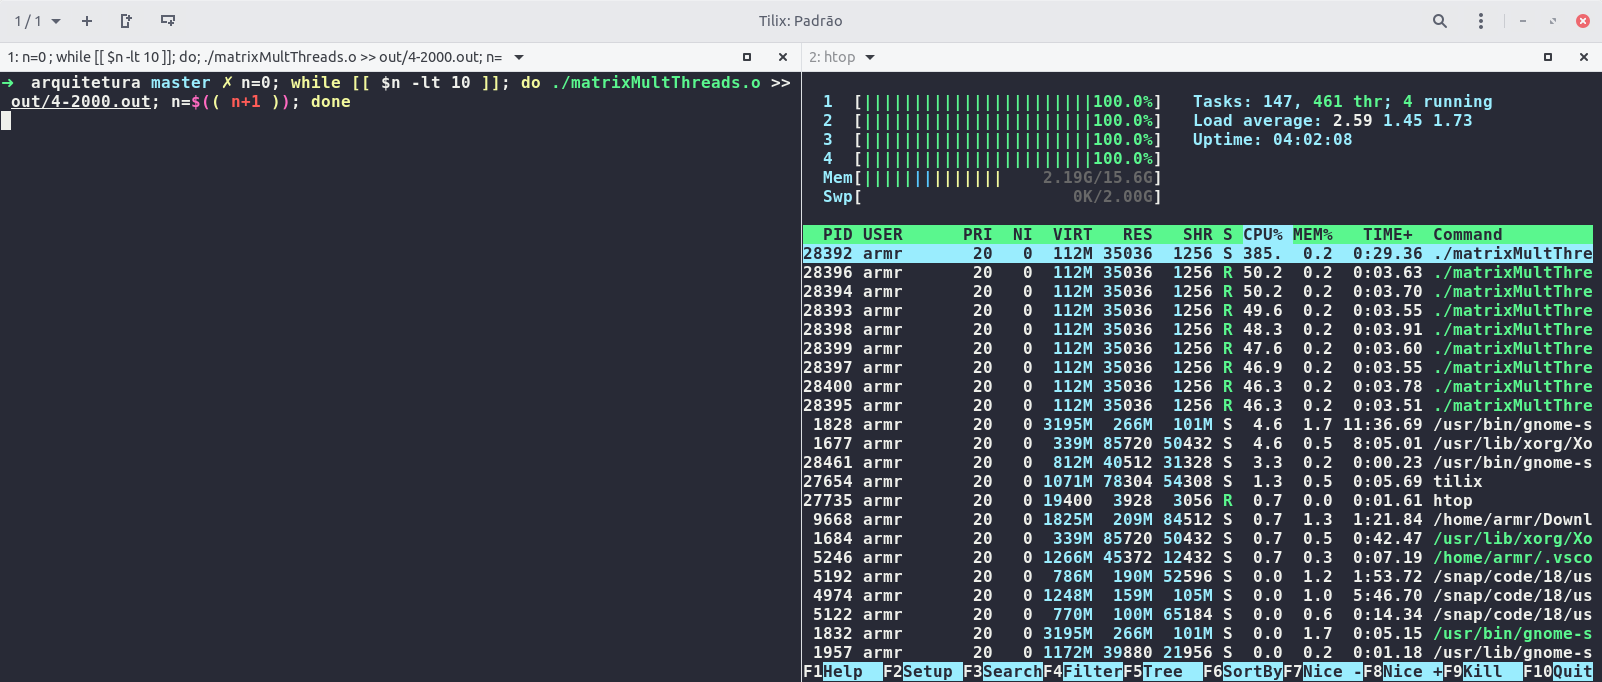 1 / 1
Tilix: Padrão
1: n=0 ; while [[ $n -lt 10 ]]; do; ./matrixMultThreads.o >> out/4-2000.out; n=
2: htop
➜ arquitetura master ✗ n=0; while [[ $n -lt 10 ]]; do ./matrixMultThreads.o >>
out/4-2000.out; n=$(( n+1 )); done
1 [|||||||||||||||||||||||100.0%] Tasks: 147, 461 thr; 4 running
2 [|||||||||||||||||||||||100.0%] Load average: 2.59 1.45 1.73
3 [|||||||||||||||||||||||100.0%] Uptime: 04:02:08
4 [|||||||||||||||||||||||100.0%]
Mem[|||||||||||||| 2.19G/15.6G]
Swp[ 0K/2.00G]
PID USER PRI NI VIRT RES SHR S CPU% MEM% TIME+ Command
28392 armr 20 0 112M 35036 1256 S 385. 0.2 0:29.36 ./matrixMultThre
28396 armr 20 0 112M 35036 1256 R 50.2 0.2 0:03.63 ./matrixMultThre
28394 armr 20 0 112M 35036 1256 R 50.2 0.2 0:03.70 ./matrixMultThre
28393 armr 20 0 112M 35036 1256 R 49.6 0.2 0:03.55 ./matrixMultThre
28398 armr 20 0 112M 35036 1256 R 48.3 0.2 0:03.91 ./matrixMultThre
28399 armr 20 0 112M 35036 1256 R 47.6 0.2 0:03.60 ./matrixMultThre
28397 armr 20 0 112M 35036 1256 R 46.9 0.2 0:03.55 ./matrixMultThre
28400 armr 20 0 112M 35036 1256 R 46.3 0.2 0:03.78 ./matrixMultThre
28395 armr 20 0 112M 35036 1256 R 46.3 0.2 0:03.51 ./matrixMultThre
1828 armr 20 0 3195M 266M 101M S 4.6 1.7 11:36.69 /usr/bin/gnome-s
1677 armr 20 0 339M 85720 50432 S 4.6 0.5 8:05.01 /usr/lib/xorg/Xo
28461 armr 20 0 812M 40512 31328 S 3.3 0.2 0:00.23 /usr/bin/gnome-s
27654 armr 20 0 1071M 78304 54308 S 1.3 0.5 0:05.69 tilix
27735 armr 20 0 19400 3928 3056 R 0.7 0.0 0:01.61 htop
9668 armr 20 0 1825M 209M 84512 S 0.7 1.3 1:21.84 /home/armr/Downl
1684 armr 20 0 339M 85720 50432 S 0.7 0.5 0:42.47 /usr/lib/xorg/Xo
5246 armr 20 0 1266M 45372 12432 S 0.7 0.3 0:07.19 /home/armr/.vsco
5192 armr 20 0 786M 190M 52596 S 0.0 1.2 1:53.72 /snap/code/18/us
4974 armr 20 0 1248M 159M 105M S 0.0 1.0 5:46.70 /snap/code/18/us
5122 armr 20 0 770M 100M 65184 S 0.0 0.6 0:14.34 /snap/code/18/us
1832 armr 20 0 3195M 266M 101M S 0.0 1.7 0:05.15 /usr/bin/gnome-s
1957 armr 20 0 1172M 39880 21956 S 0.0 0.2 0:01.18 /usr/lib/gnome-s
F1Help F2Setup F3SearchF4FilterF5Tree F6SortByF7Nice -F8Nice +F9Kill F10Quit